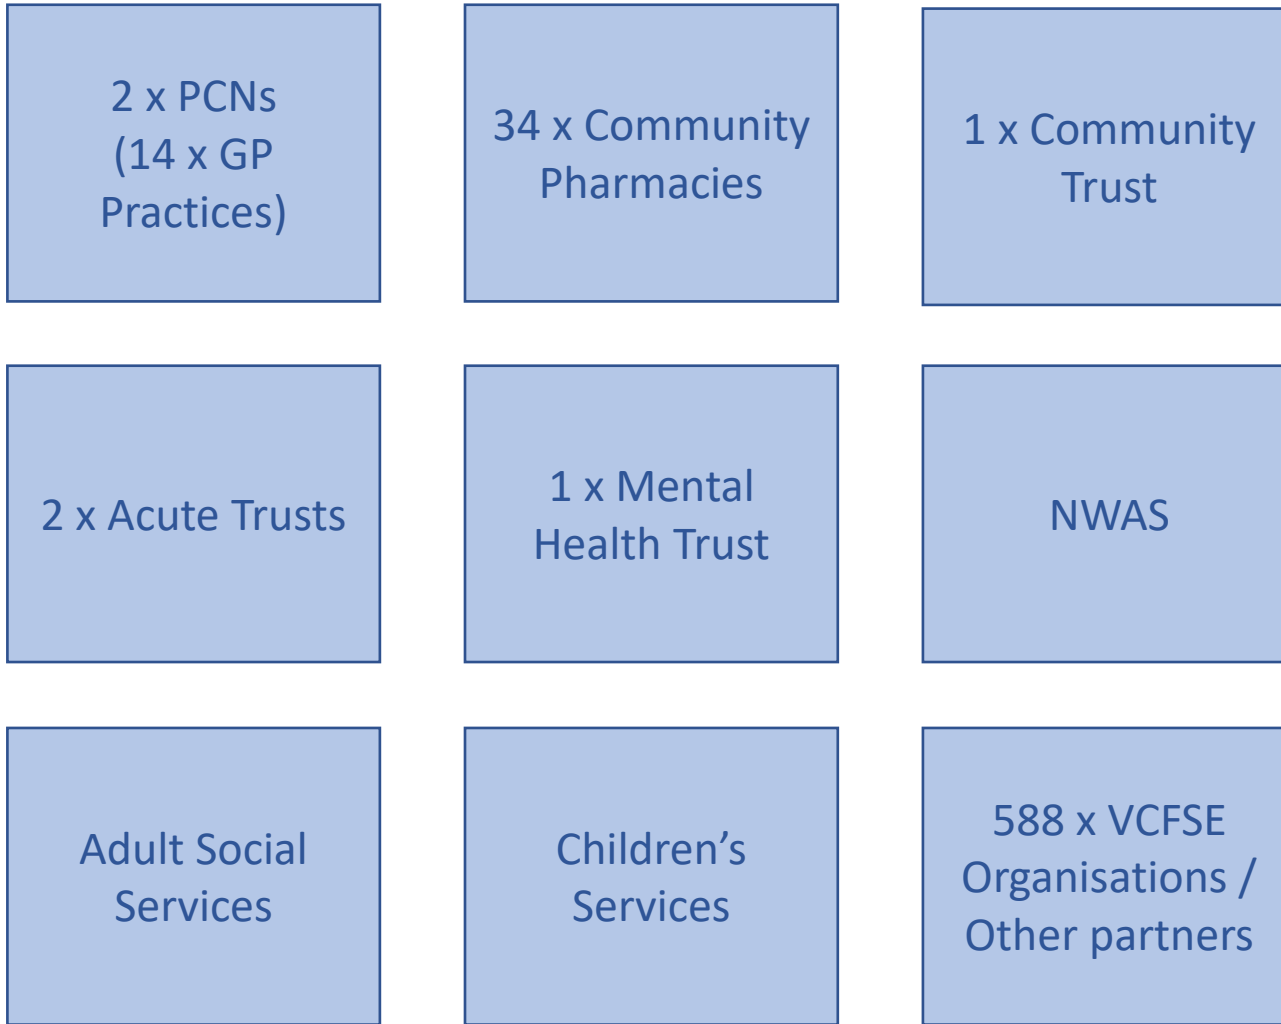 2 x PCNs
(14 x GP
Practices)
34 x Community
Pharmacies
1 x Community
Trust
2 x Acute Trusts
1 x Mental
Health Trust
NWAS
Adult Social
Services
Children’s
Services
588 x VCFSE
Organisations /
Other partners